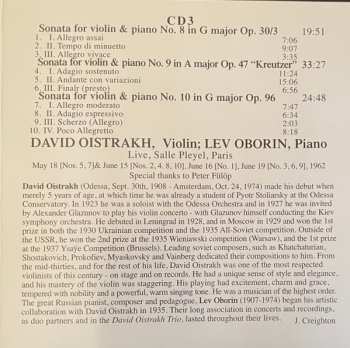 CD3
Sonata for violin & piano No. 8 in G major Op. 30/3 19:51
1. I. Allegro assai 7:06
2. II. Tempo di minuetto 9:07
3. III. Allegro vivace 3:35
Sonata for violin & piano No. 9 in A major Op. 47 "Kreutzer" 33:27
4. I. Adagio sostenuto 11:24
5. II. Andante con variazioni 15:06
6. III. Finalr (presto) 6:56
Sonata for violin & piano No. 10 in G major Op. 96 24:48
7. I. Allegro moderato 7:47
8. II. Adagio espressivo 6:34
9. III. Scherzo (Allegro) 2:03
10. IV. Poco Allegretto 8:18
DAVID OISTRAKH, Violin; LEV OBORIN, Piano
Live, Salle Pleyel, Paris
May 18 [Nos. 5, 7]& June 15 [Nos. 2, 4, 8, 10], June 16 [No. 1], June 19 [No. 3, 6, 9], 1962
Special thanks to Peter Fülöp
David Oistrakh (Odessa, Sept. 30th, 1908 - Amsterdam, Oct. 24, 1974) made his debut when
merely 5 years of age, at which time he was already a student of Pyotr Stoliarsky at the Odessa
Conservatory. In 1923 he was a soloist with the Odessa Orchestra and in 1927 he was invited
by Alexander Glazunov to play his violin concerto - with Glazunov himself conducting the Kiev
symphony orchestra. He debuted in Leningrad in 1928, and in Moscow in 1929 and won the 1st
prize in both the 1930 Ukrainian competition and the 1935 All-Soviet competition. Outside of
the USSR, he won the 2nd prize at the 1935 Wieniawski competition (Warsaw), and the 1st prize
at the 1937 Ysaÿe Competition (Brussels). Leading soviet composers, such as Khatchaturian,
Shostakovich, Prokofiev, Myaskovsky and Vainberg dedicated their compositions to him. From
the mid-thirties, and for the rest of his life, David Oistrakh was one of the most respected
violinists of this century - on stage and on records. He had a unique sense of style and elegance,
and his mastery of the violin was staggering. His playing had excitement, charm and grace,
tempered with nobility and a powerful, warm singing tone. He was a musician of the highest order.
The great Russian pianist, composer and pedagogue, Lev Oborin (1907-1974) began his artistic
collaboration with David Oistrakh in 1935. Their long association in concerts and recordings,
as duo partners and in the David Oistrakh Trio, lasted throughout their lives. J. Creighton